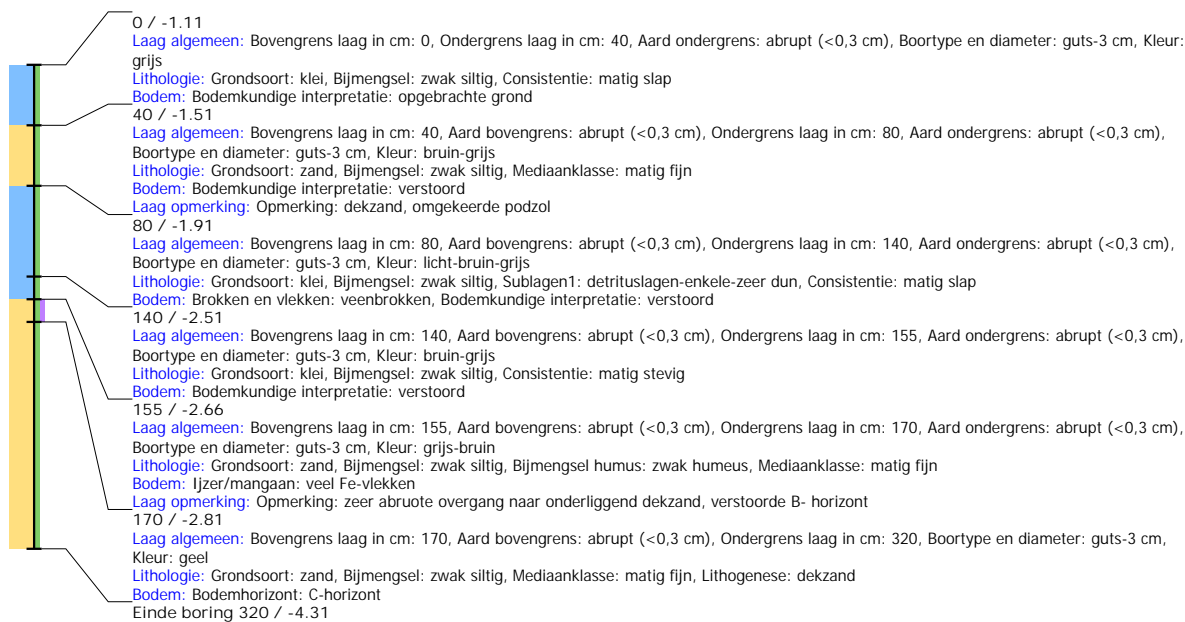 0 / -1.11
Laag algemeen: Bovengrens laag in cm: 0, Ondergrens laag in cm: 40, Aard ondergrens: abrupt (<0,3 cm), Boortype en diameter: guts-3 cm, Kleur:
grijs
Lithologie: Grondsoort: klei, Bijmengsel: zwak siltig, Consistentie: matig slap
Bodem: Bodemkundige interpretatie: opgebrachte grond
40 / -1.51
Laag algemeen: Bovengrens laag in cm: 40, Aard bovengrens: abrupt (<0,3 cm), Ondergrens laag in cm: 80, Aard ondergrens: abrupt (<0,3 cm),
Boortype en diameter: guts-3 cm, Kleur: bruin-grijs
Lithologie: Grondsoort: zand, Bijmengsel: zwak siltig, Mediaanklasse: matig fijn
Bodem: Bodemkundige interpretatie: verstoord
Laag opmerking: Opmerking: dekzand, omgekeerde podzol
80 / -1.91
Laag algemeen: Bovengrens laag in cm: 80, Aard bovengrens: abrupt (<0,3 cm), Ondergrens laag in cm: 140, Aard ondergrens: abrupt (<0,3 cm),
Boortype en diameter: guts-3 cm, Kleur: licht-bruin-grijs
Lithologie: Grondsoort: klei, Bijmengsel: zwak siltig, Sublagen1: detrituslagen-enkele-zeer dun, Consistentie: matig slap
Bodem: Brokken en vlekken: veenbrokken, Bodemkundige interpretatie: verstoord
140 / -2.51
Laag algemeen: Bovengrens laag in cm: 140, Aard bovengrens: abrupt (<0,3 cm), Ondergrens laag in cm: 155, Aard ondergrens: abrupt (<0,3 cm),
Boortype en diameter: guts-3 cm, Kleur: bruin-grijs
Lithologie: Grondsoort: klei, Bijmengsel: zwak siltig, Consistentie: matig stevig
Bodem: Bodemkundige interpretatie: verstoord
155 / -2.66
Laag algemeen: Bovengrens laag in cm: 155, Aard bovengrens: abrupt (<0,3 cm), Ondergrens laag in cm: 170, Aard ondergrens: abrupt (<0,3 cm),
Boortype en diameter: guts-3 cm, Kleur: grijs-bruin
Lithologie: Grondsoort: zand, Bijmengsel: zwak siltig, Bijmengsel humus: zwak humeus, Mediaanklasse: matig fijn
Bodem: Ijzer/mangaan: veel Fe-vlekken
Laag opmerking: Opmerking: zeer abruote overgang naar onderliggend dekzand, verstoorde B- horizont
170 / -2.81
Laag algemeen: Bovengrens laag in cm: 170, Aard bovengrens: abrupt (<0,3 cm), Ondergrens laag in cm: 320, Boortype en diameter: guts-3 cm,
Kleur: geel
Lithologie: Grondsoort: zand, Bijmengsel: zwak siltig, Mediaanklasse: matig fijn, Lithogenese: dekzand
Bodem: Bodemhorizont: C-horizont
Einde boring 320 / -4.31